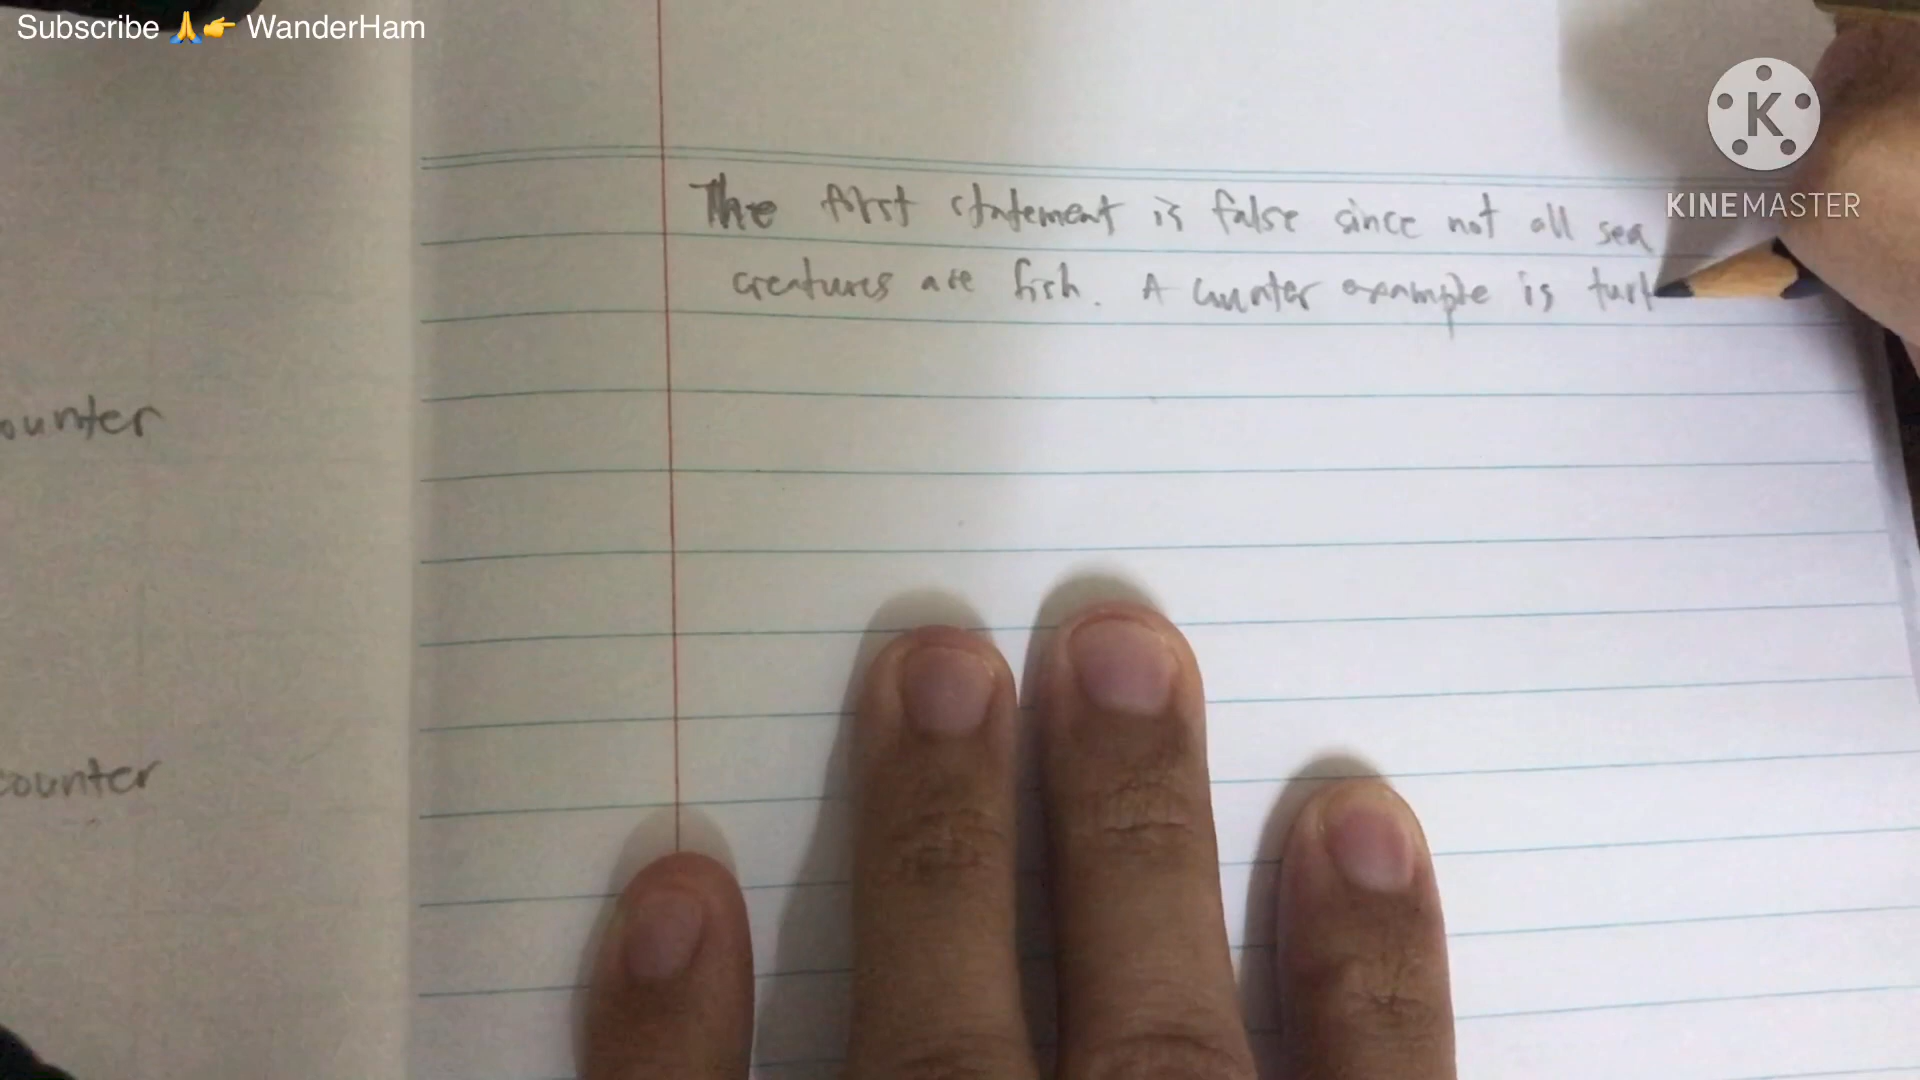 Subscribe 🙏👉 WanderHam
KINEMASTER
The first statement is false since not all sea
creatures are fish. A counter example is turt
ounter
counter